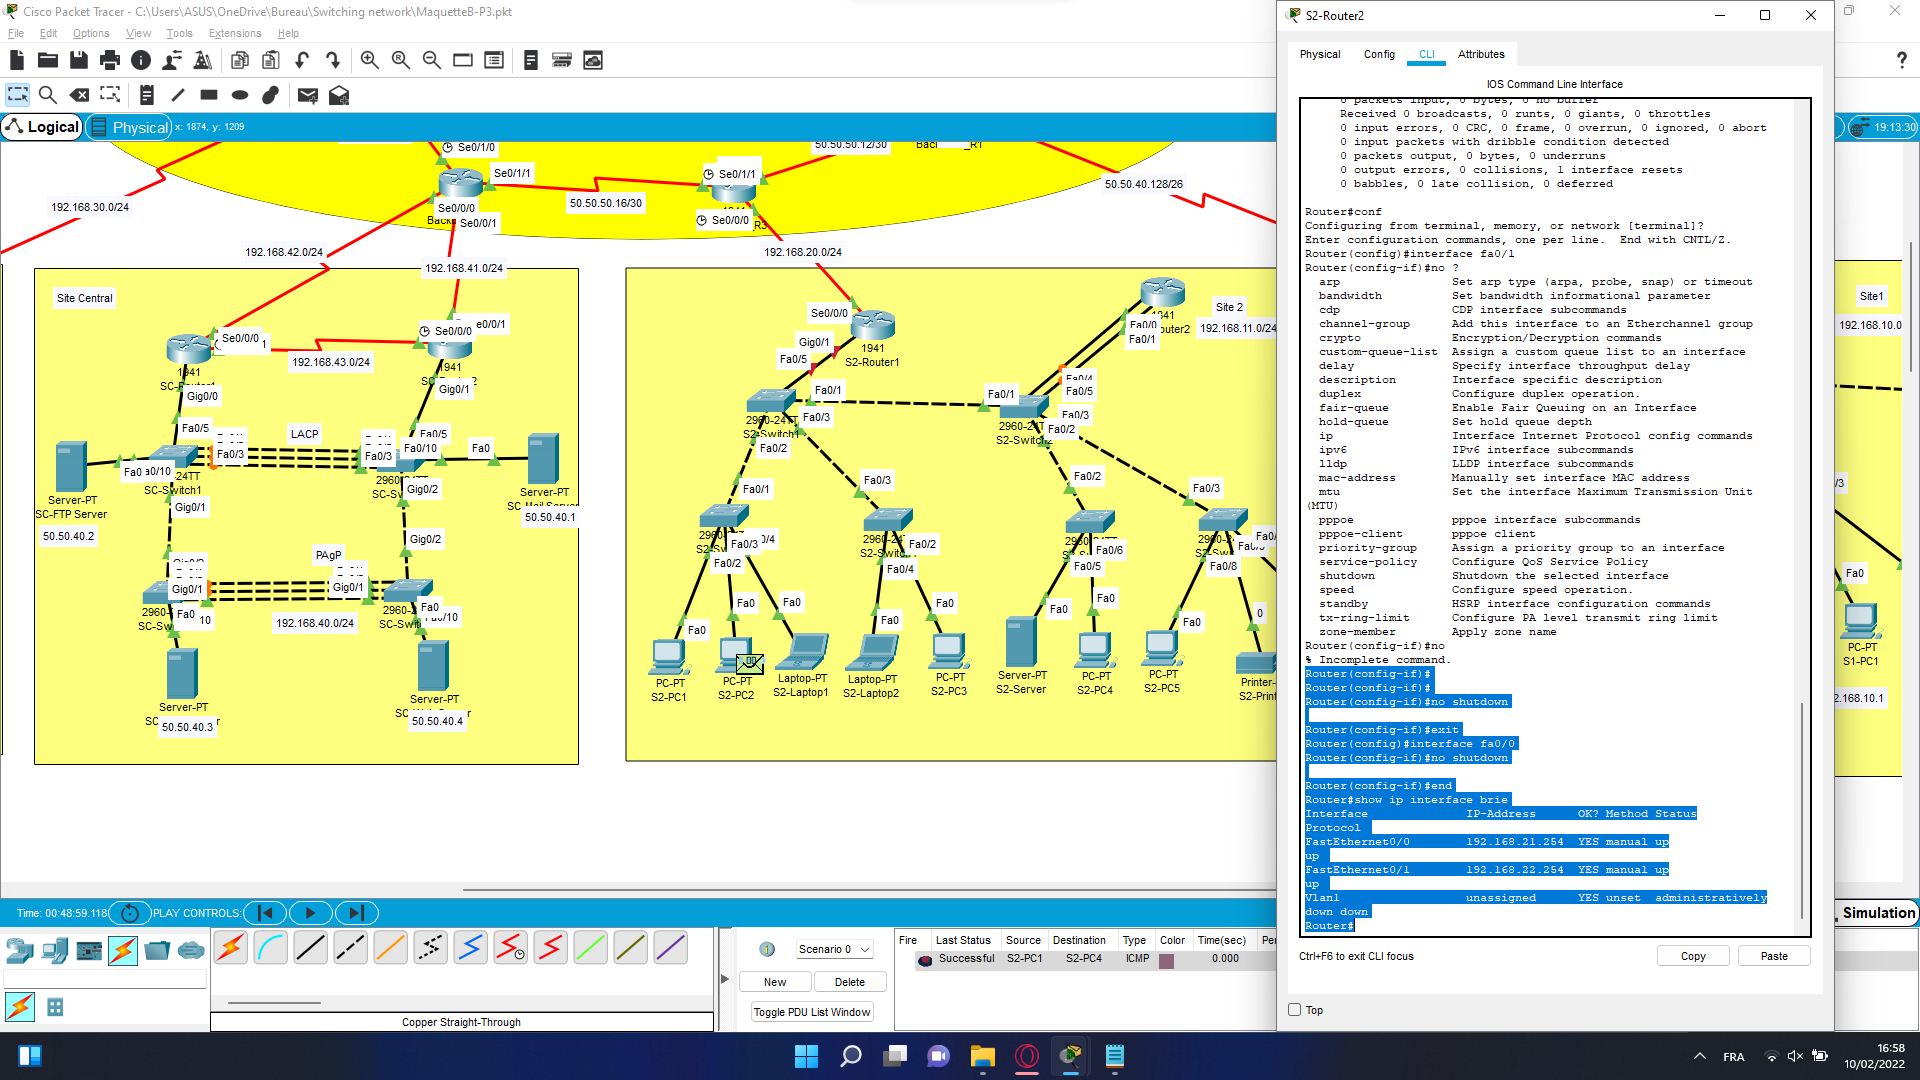 Cisco Packet Tracer - C:\Users\ASUS\OneDrive\Bureau\Switching network\MaquetteB-P3.pkt
File Edit Options View Tools Extensions Help
Logical Physical x: 1874, y: 1209
19:13:30
Se0/1/0
Se0/1/1
Se0/0/0
Se0/0/1
50.50.50.16/30
Se0/1/1
Se0/0/0
50.50.50.12/30
_R1
50.50.40.128/26
192.168.30.0/24
192.168.42.0/24
192.168.41.0/24
192.168.20.0/24
Site Central
Se0/0/0
192.168.43.0/24
Se0/0/0
1941
Gig0/0
1941
Gig0/1
LACP
Fa0/5
Fa0/3
Fa0/3
Fa0/5
Fa0/10
Fa0
Fa0
SC-Switch1
Server-PT
SC-FTP Server
50.50.40.2
Server-PT
50.50.40.1
Gig0/1
Gig0/2
Gig0/2
PAgP
Gig0/1
Gig0/1
Fa0
Fa0
192.168.40.0/24
Server-PT
50.50.40.3
Server-PT
50.50.40.4
Se0/0/0
Gig0/1
Fa0/5
1941
S2-Router1
Fa0/1
Fa0/3
Fa0/2
Fa0/1
Fa0/0
Fa0/1
Site 2
192.168.11.0/24
Fa0/4
Fa0/5
Fa0/3
Fa0/2
Fa0/1
Fa0/3
Fa0/2
Fa0/3
Fa0/3
Fa0/2
Fa0/2
Fa0/4
Fa0/6
Fa0/5
Fa0/8
Fa0
Fa0
Fa0
Fa0
Fa0
Fa0
Fa0
Fa0
0
PC-PT
S2-PC1
PC-PT
S2-PC2
Laptop-PT
S2-Laptop1
Laptop-PT
S2-Laptop2
PC-PT
S2-PC3
Server-PT
S2-Server
PC-PT
S2-PC4
PC-PT
S2-PC5
Site1
192.168.10.0
Fa0
PC-PT
S1-PC1
Time: 00:48:59.118 PLAY CONTROLS:
Simulation
Copper Straight-Through
Scenario 0
New Delete
Toggle PDU List Window
Fire Last Status Source Destination Type Color Time(sec)
Successful S2-PC1 S2-PC4 ICMP 0.000
S2-Router2
Physical Config CLI Attributes
IOS Command Line Interface
0 packets input, 0 bytes, 0 no buffer
Received 0 broadcasts, 0 runts, 0 giants, 0 throttles
0 input errors, 0 CRC, 0 frame, 0 overrun, 0 ignored, 0 abort
0 input packets with dribble condition detected
0 packets output, 0 bytes, 0 underruns
0 output errors, 0 collisions, 1 interface resets
0 babbles, 0 late collision, 0 deferred
Router#conf
Configuring from terminal, memory, or network [terminal]?
Enter configuration commands, one per line. End with CNTL/Z.
Router(config)#interface fa0/1
Router(config-if)#no ?
arp Set arp type (arpa, probe, snap) or timeout
bandwidth Set bandwidth informational parameter
cdp CDP interface subcommands
channel-group Add this interface to an Etherchannel group
crypto Encryption/Decryption commands
custom-queue-list Assign a custom queue list to an interface
delay Specify interface throughput delay
description Interface specific description
duplex Configure duplex operation.
fair-queue Enable Fair Queuing on an Interface
hold-queue Set hold queue depth
ip Interface Internet Protocol config commands
ipv6 IPv6 interface subcommands
lldp LLDP interface subcommands
mac-address Manually set interface MAC address
mtu Set the interface Maximum Transmission Unit
(MTU)
pppoe pppoe interface subcommands
pppoe-client pppoe client
priority-group Assign a priority group to an interface
service-policy Configure QoS Service Policy
shutdown Shutdown the selected interface
speed Configure speed operation.
standby HSRP interface configuration commands
tx-ring-limit Configure PA level transmit ring limit
zone-member Apply zone name
Router(config-if)#no
% Incomplete command.
Router(config-if)#
Router(config-if)#
Router(config-if)#no shutdown
Router(config-if)#exit
Router(config)#interface fa0/0
Router(config-if)#no shutdown
Router(config-if)#end
Router#show ip interface brie
Interface IP-Address OK? Method Status
Protocol
FastEthernet0/0 192.168.21.254 YES manual up
up
FastEthernet0/1 192.168.22.254 YES manual up
up
Vlan1 unassigned YES unset administratively
down down
Router#
Ctrl+F6 to exit CLI focus
Copy Paste
Top
FRA
16:58
10/02/2022